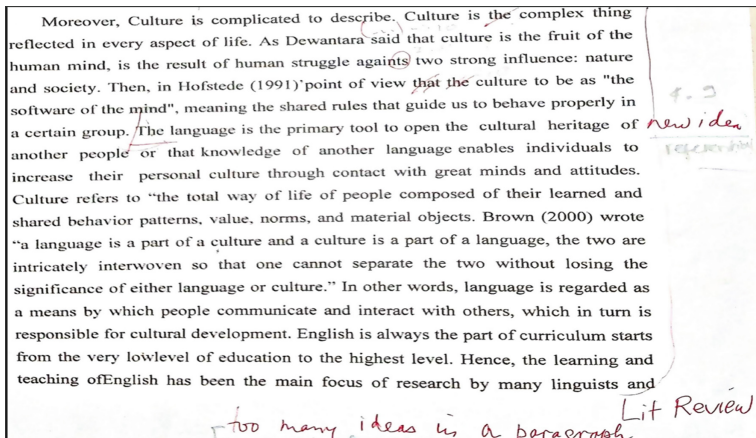 Moreover, Culture is complicated to describe. Culture is the complex thing
reflected in every aspect of life. As Dewantara said that culture is the fruit of the
human mind, is the result of human struggle againts two strong influence: nature
and society. Then, in Hofstede (1991)'point of view that the culture to be as "the
software of the mind", meaning the shared rules that guide us to behave properly in
a certain group. The language is the primary tool to open the cultural heritage of new idea
another people or that knowledge of another language enables individuals to
increase their personal culture through contact with great minds and attitudes.
Culture refers to “the total way of life of people composed of their learned and
shared behavior patterns, value, norms, and material objects. Brown (2000) wrote
“a language is a part of a culture and a culture is a part of a language, the two are
intricately interwoven so that one cannot separate the two without losing the
significance of either language or culture.” In other words, language is regarded as
a means by which people communicate and interact with others, which in turn is
responsible for cultural development. English is always the part of curriculum starts
from the very lowlevel of education to the highest level. Hence, the learning and
teaching ofEnglish has been the main focus of research by many linguists and
Lit Review
too many ideas in a paragraph.